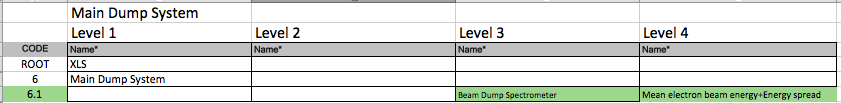 Main Dump System
Level 1 Level 2 Level 3 Level 4
CODE Name* Name* Name* Name*
ROOT XLS
6 Main Dump System
6.1 Beam Dump Spectrometer Mean electron beam energy+Energy spread